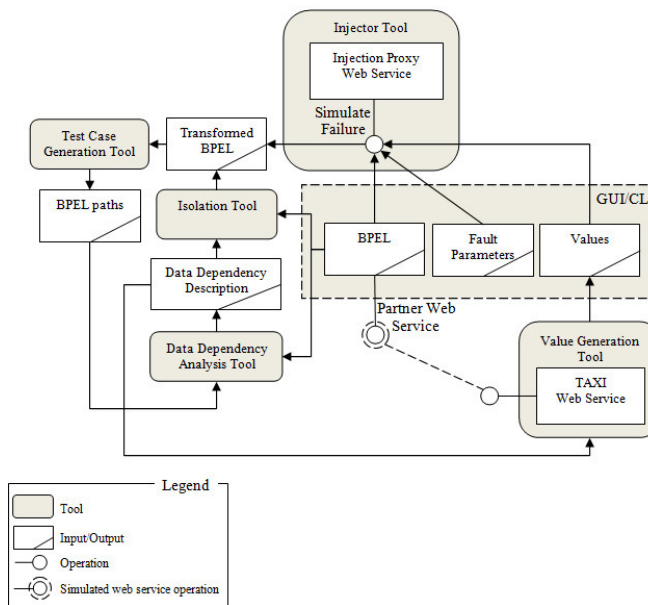 Injector Tool
Injection Proxy
Web Service
Simulate
Failure
Test Case
Generation Tool
Transformed
BPEL
BPEL paths
Isolation Tool
GUI/CL
BPEL
Fault
Parameters
Values
Data Dependency
Description
Partner Web
Service
Data Dependency
Analysis Tool
Value Generation
Tool
TAXI
Web Service
Legend
Tool
Input/Output
Operation
Simulated web service operation